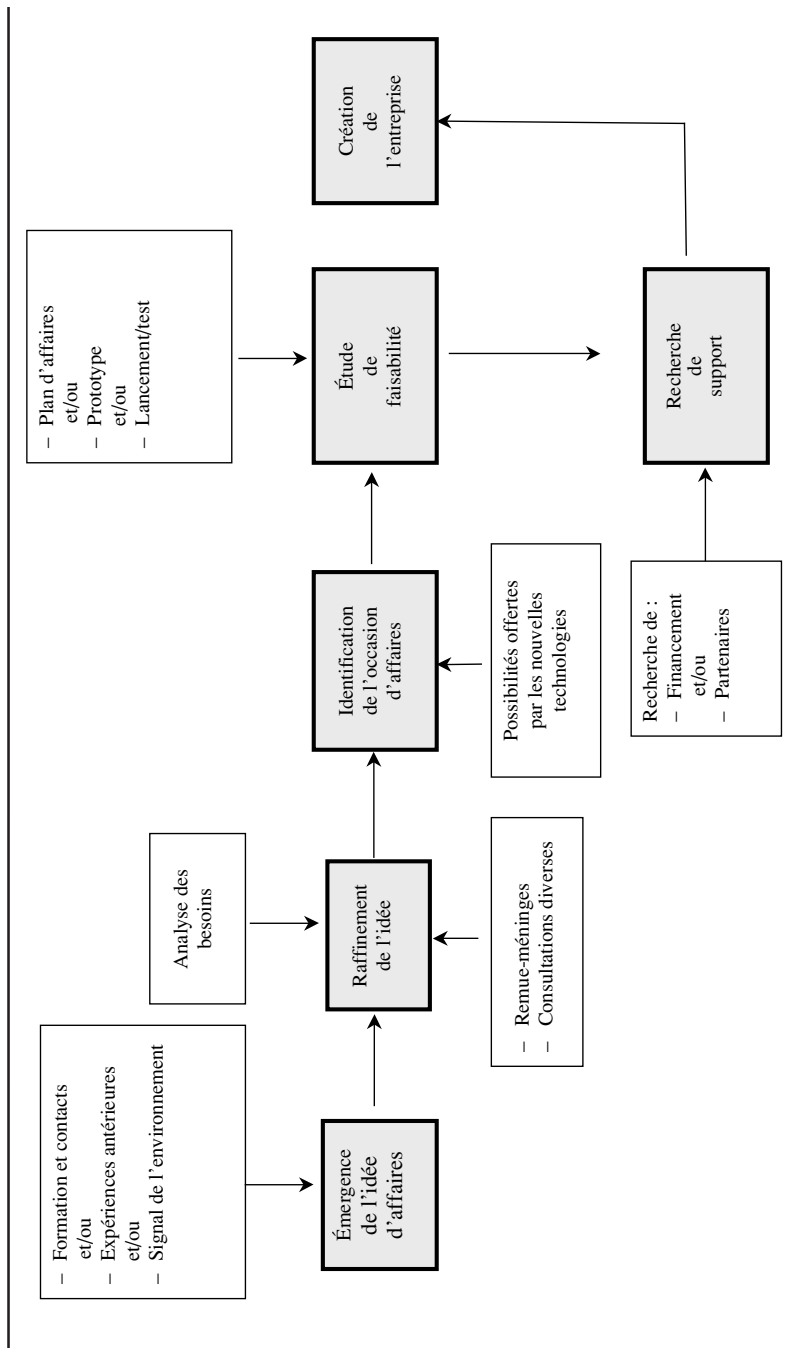 – Formation et contacts
et/ou
– Expériences antérieures
et/ou
– Signal de l'environnement
Analyse des
besoins
– Plan d'affaires
et/ou
– Prototype
et/ou
– Lancement/test
Émergence
de l'idée
d'affaires
Raffinement
de l'idée
Identification
de l'occasion
d'affaires
Étude
de
faisabilité
Création
de
l'entreprise
– Remue-méninges
– Consultations diverses
Possibilités offertes
par les nouvelles
technologies
Recherche de :
– Financement
et/ou
– Partenaires
Recherche
de
support